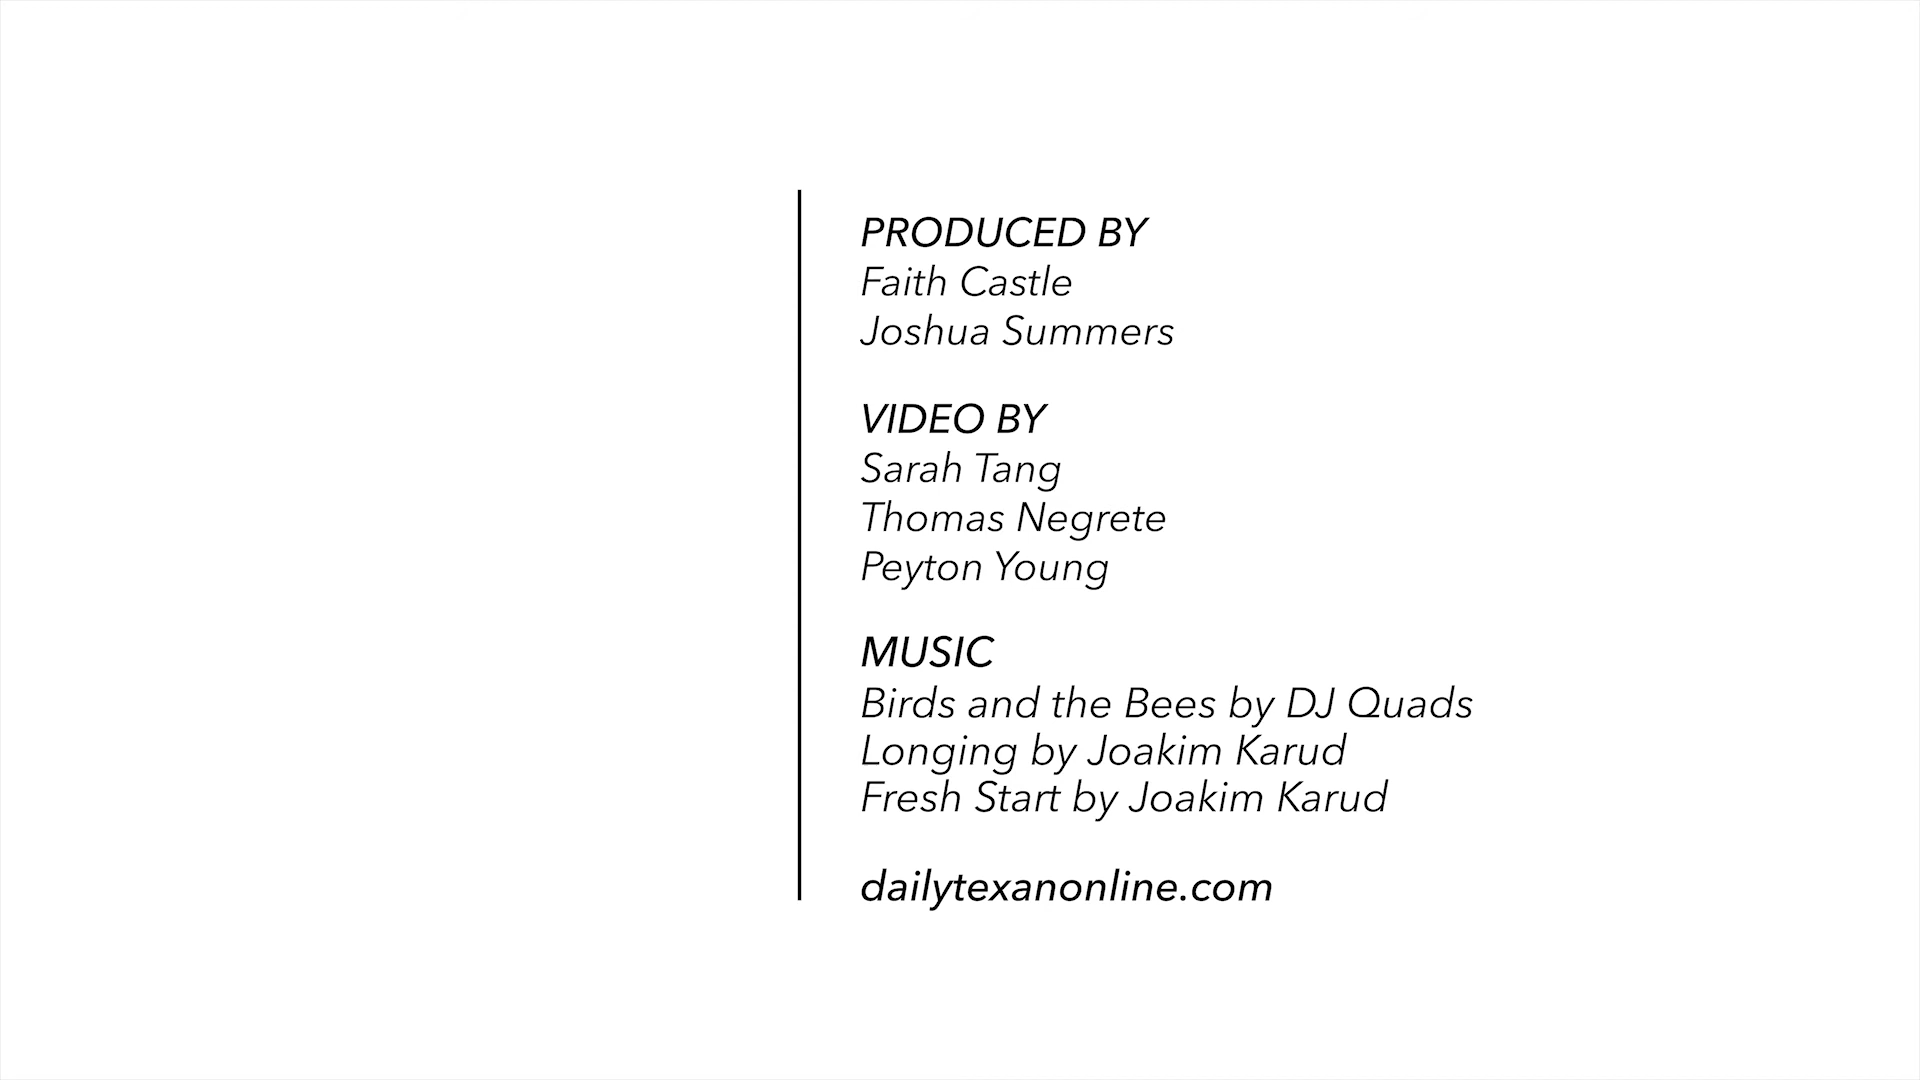 PRODUCED BY
Faith Castle
Joshua Summers
VIDEO BY
Sarah Tang
Thomas Negrete
Peyton Young
MUSIC
Birds and the Bees by DJ Quads
Longing by Joakim Karud
Fresh Start by Joakim Karud
dailytexanonline.com